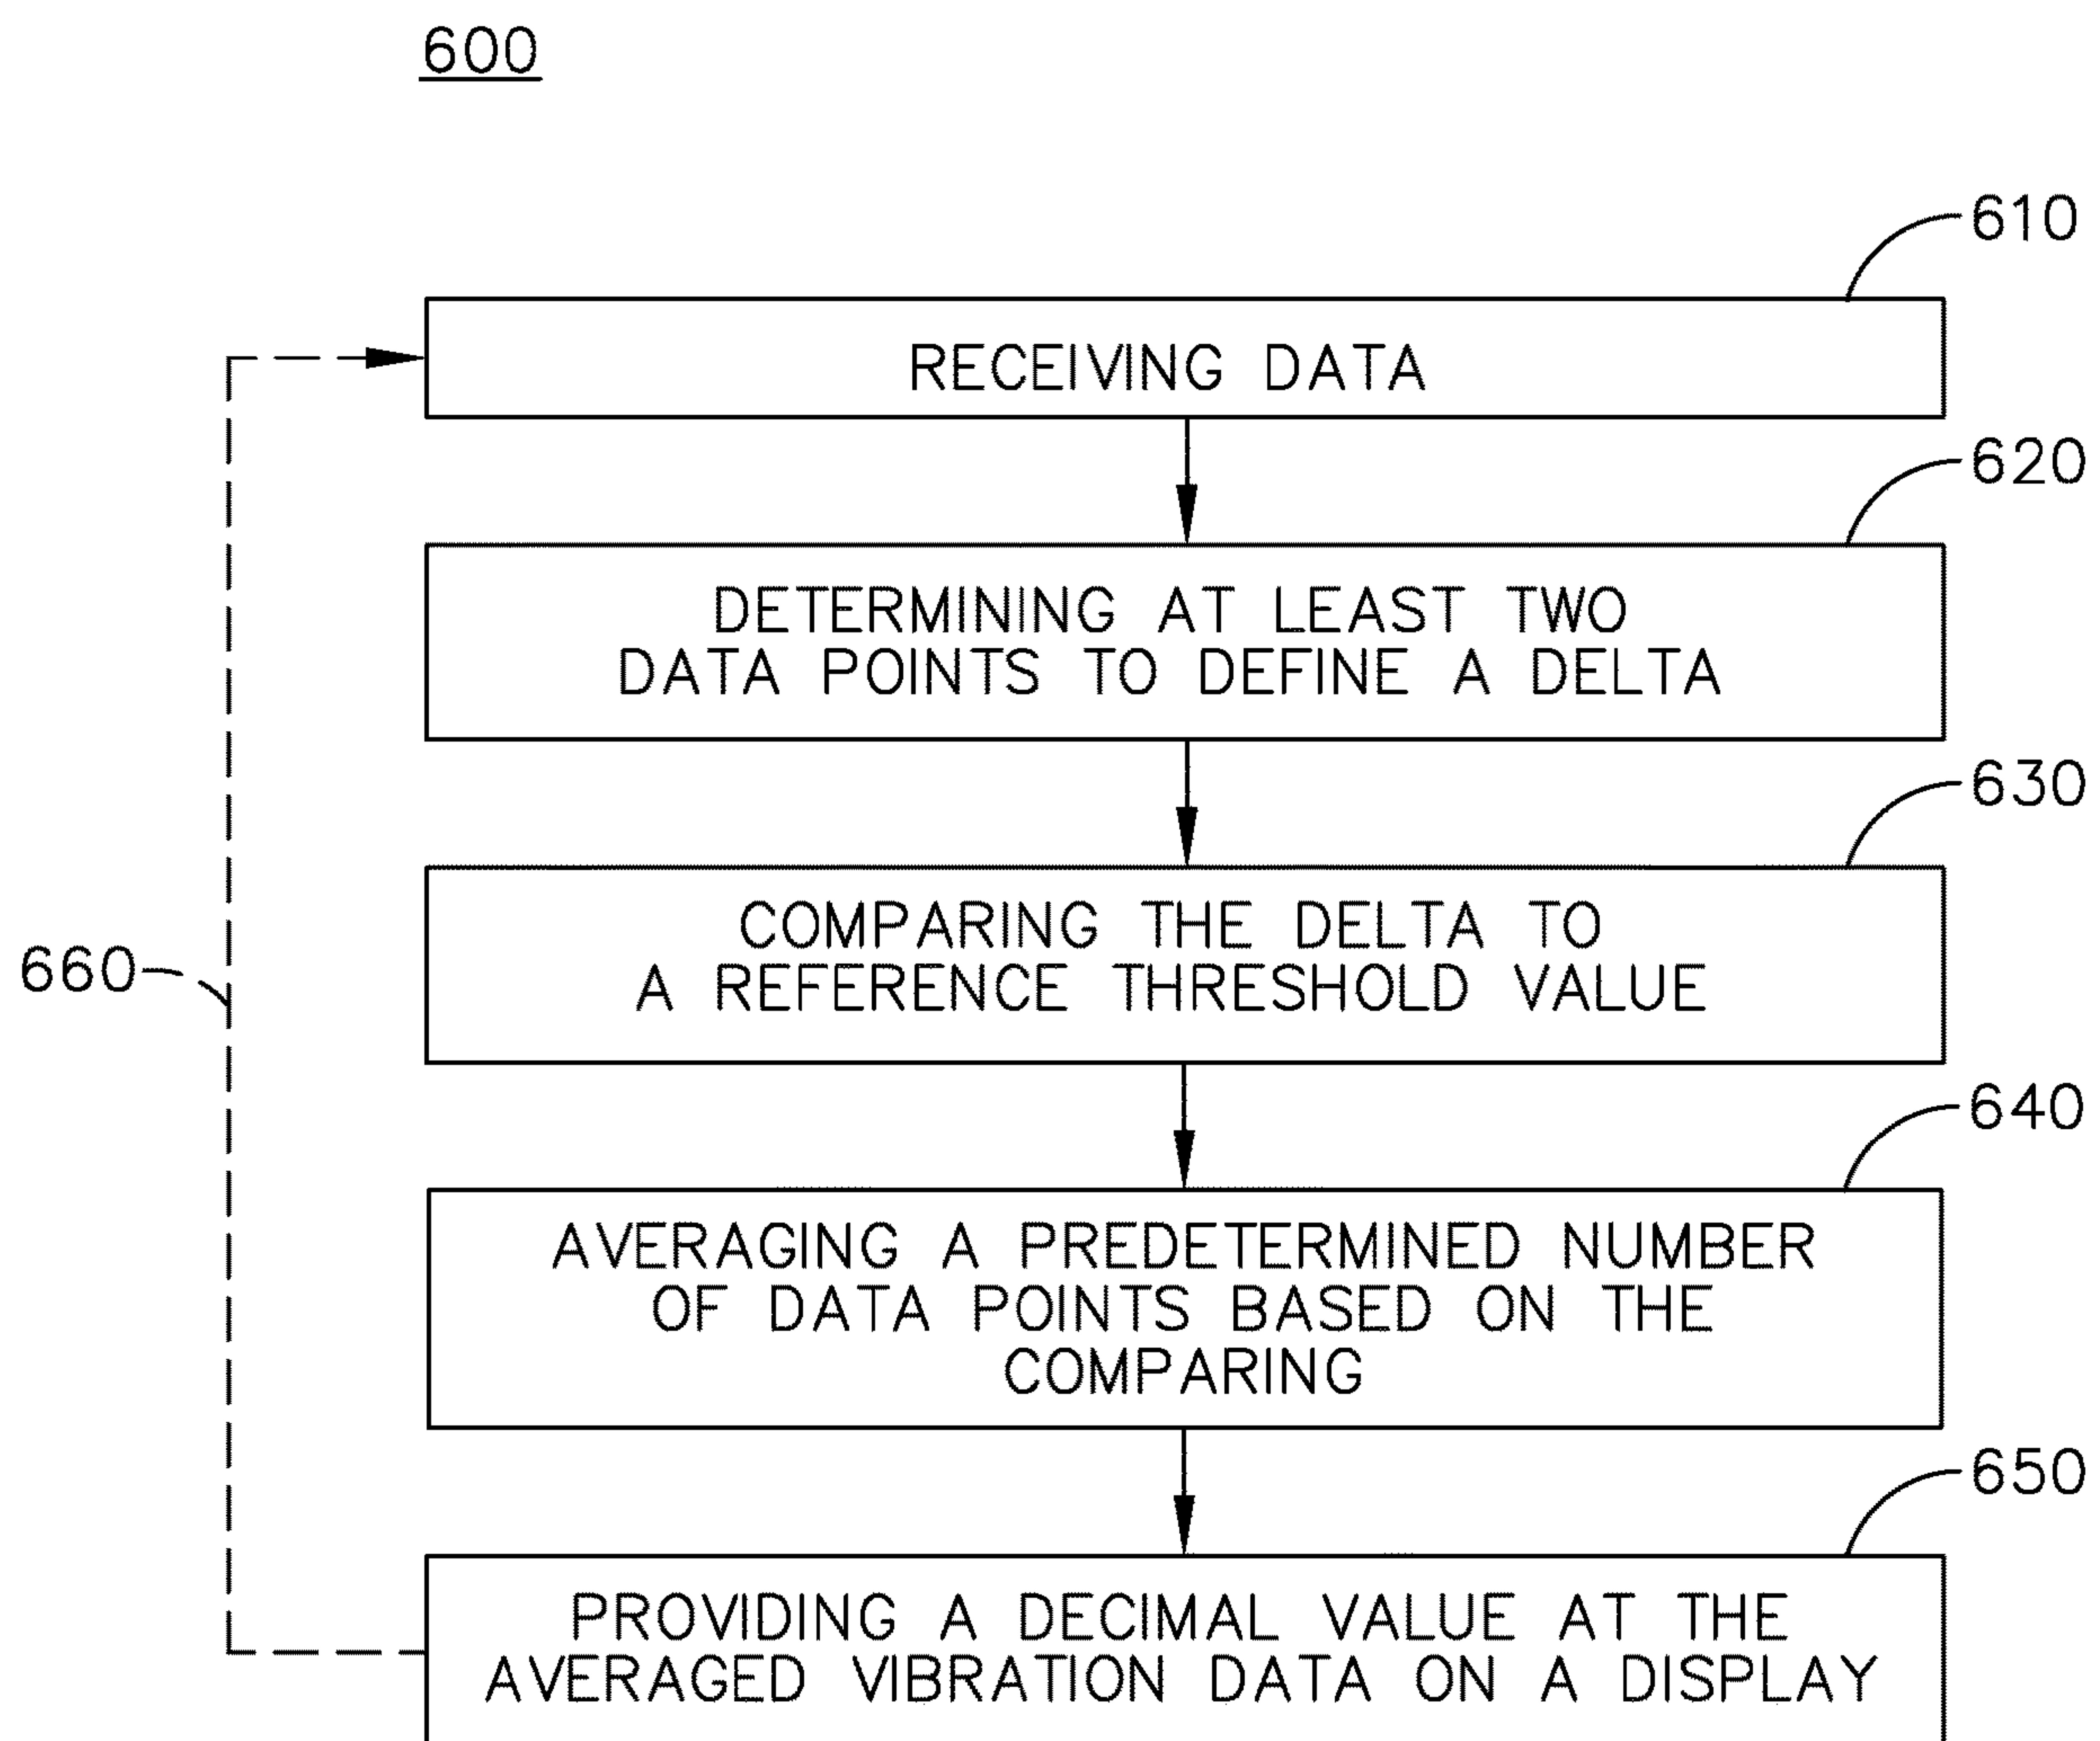 600
610
RECEIVING DATA
620
DETERMINING AT LEAST TWO
DATA POINTS TO DEFINE A DELTA
630
COMPARING THE DELTA TO
A REFERENCE THRESHOLD VALUE
660
640
AVERAGING A PREDETERMINED NUMBER
OF DATA POINTS BASED ON THE
COMPARING
650
PROVIDING A DECIMAL VALUE AT THE
AVERAGED VIBRATION DATA ON A DISPLAY